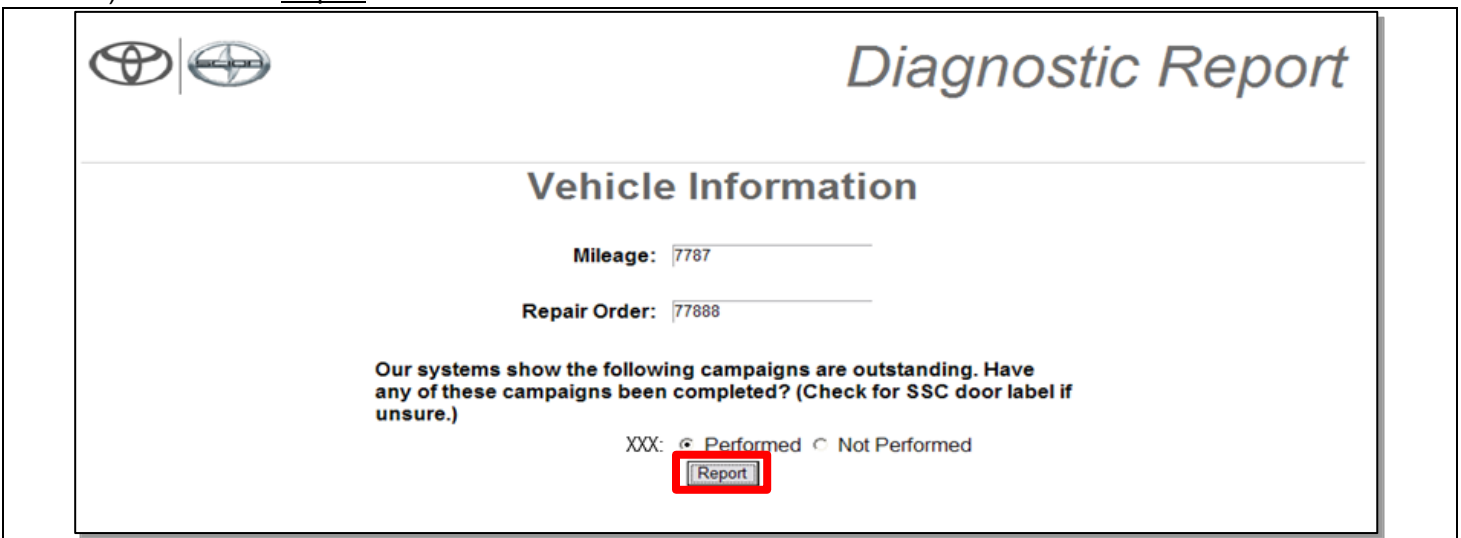 Diagnostic Report
Vehicle Information
Mileage: 7787
Repair Order: 77888
Our systems show the following campaigns are outstanding. Have
any of these campaigns been completed? (Check for SSC door label if
unsure.)
XXX: Performed Not Performed
Report